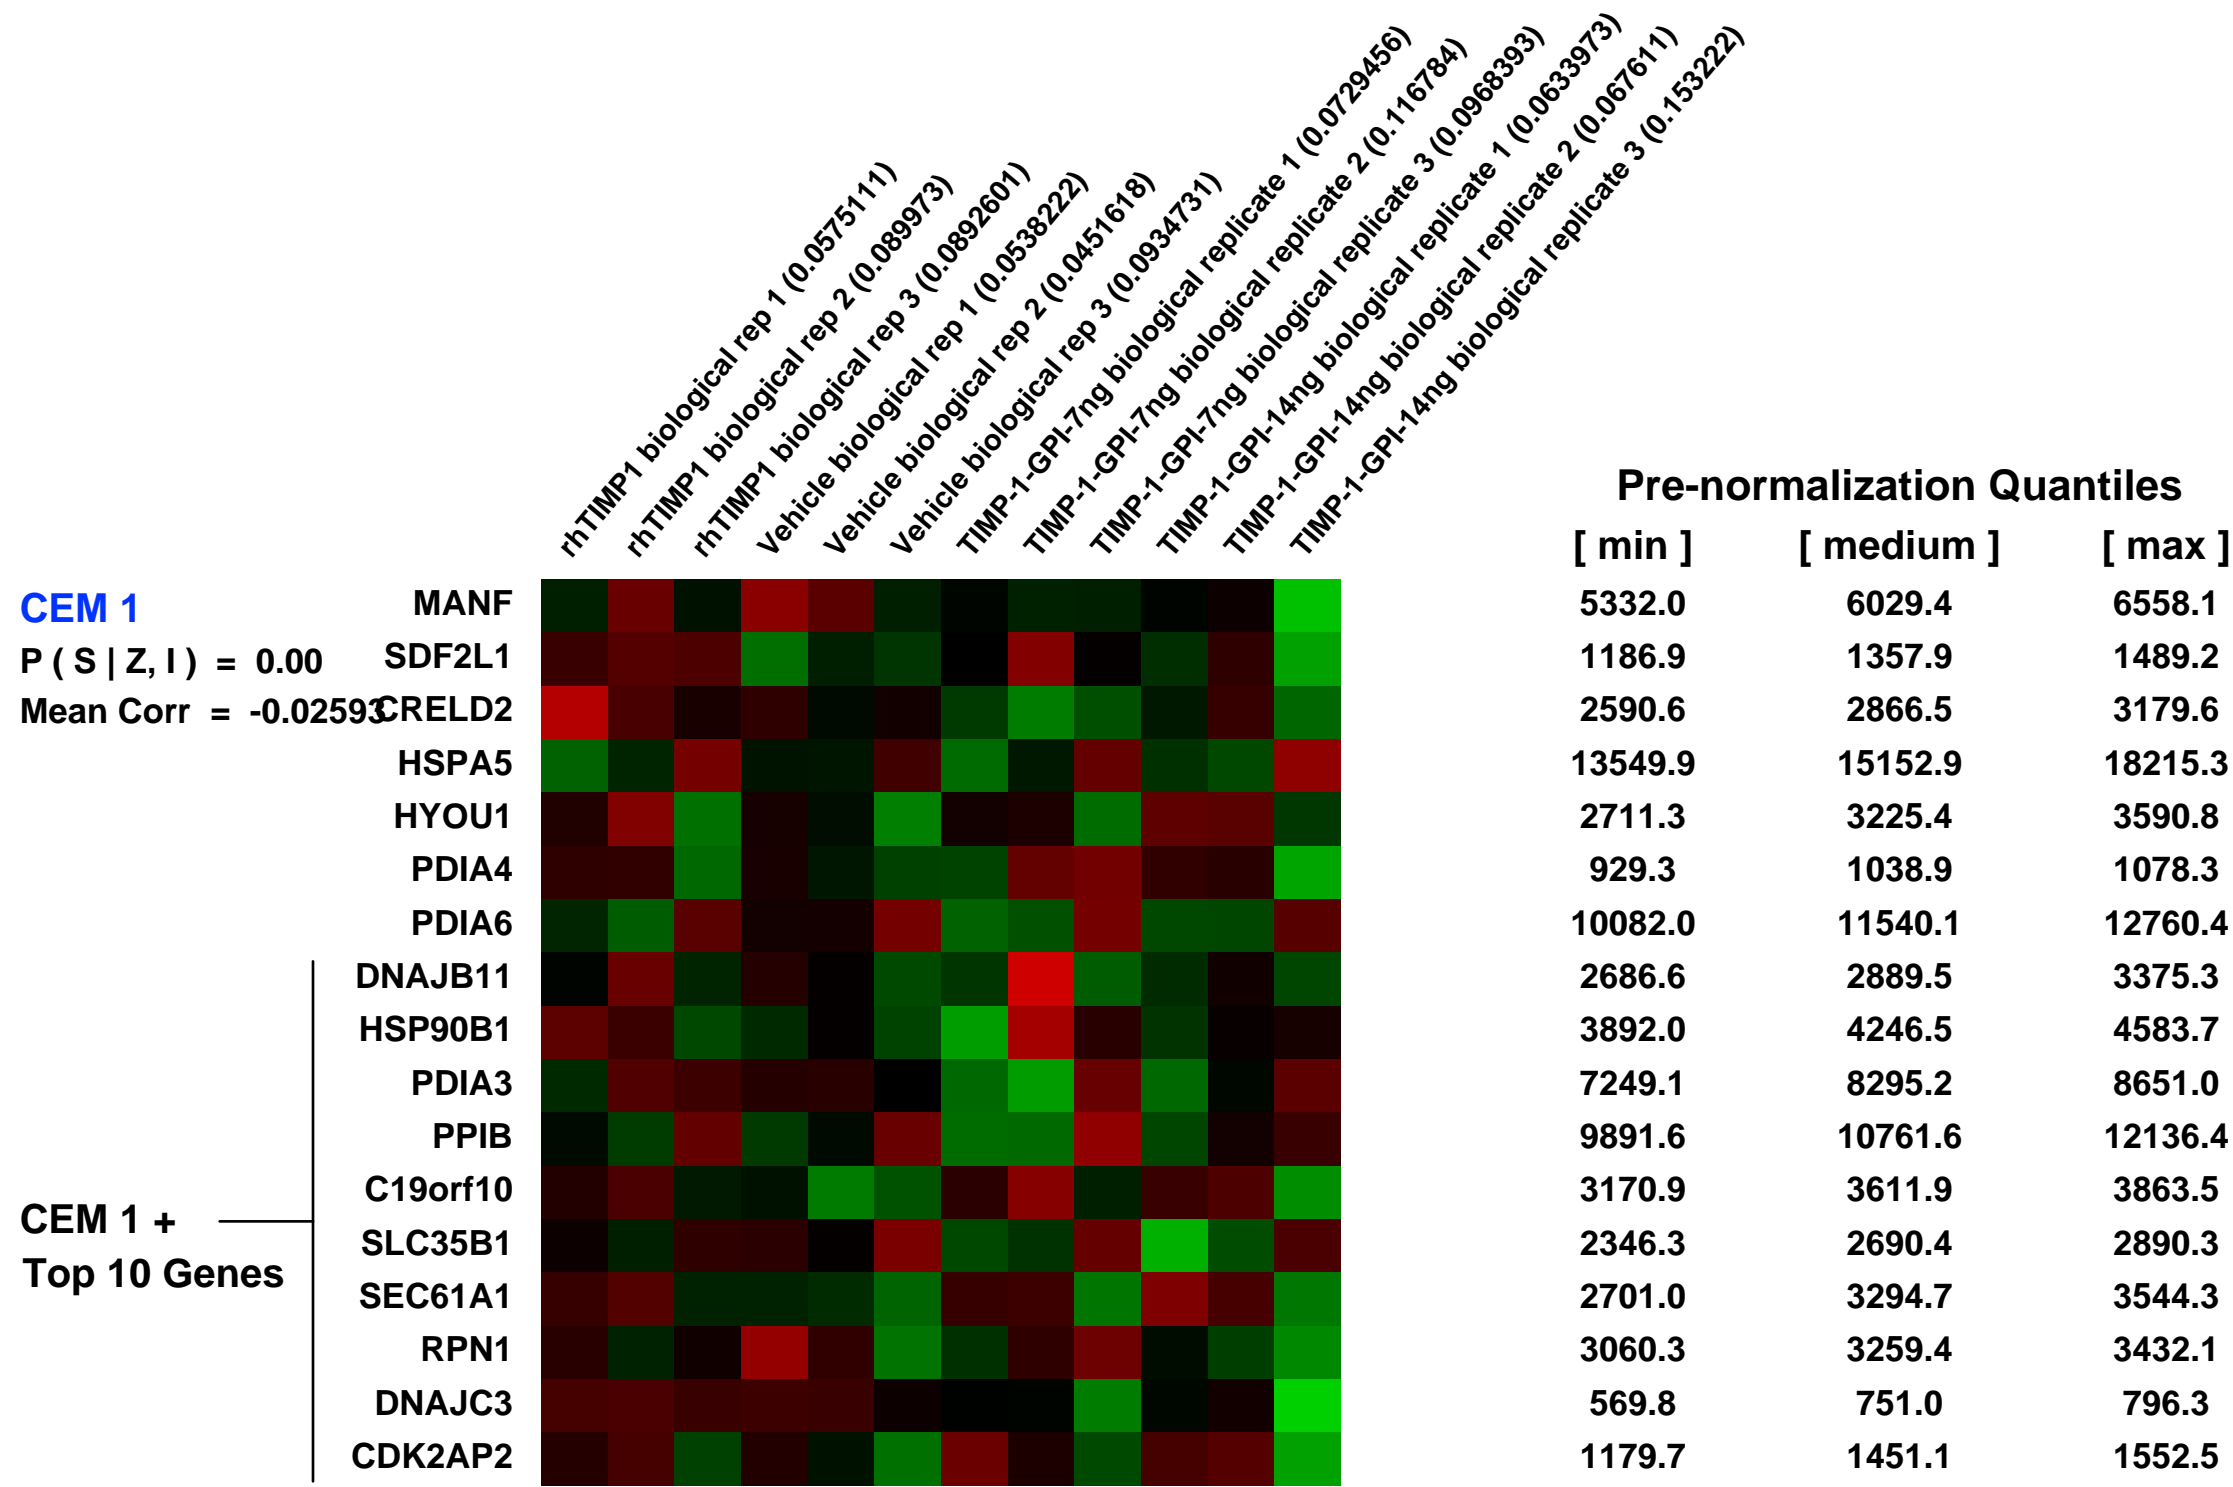 rhTIMP1 biological rep 1 (0.0575111)
rhTIMP1 biological rep 2 (0.089973)
rhTIMP1 biological rep 3 (0.0892601)
Vehicle biological rep 1 (0.0538222)
Vehicle biological rep 2 (0.0451618)
Vehicle biological rep 3 (0.0934731)
TIMP-1-GPI-7ng biological replicate 1 (0.0729456)
TIMP-1-GPI-7ng biological replicate 2 (0.116784)
TIMP-1-GPI-7ng biological replicate 3 (0.0968393)
TIMP-1-GPI-14ng biological replicate 1 (0.0633973)
TIMP-1-GPI-14ng biological replicate 2 (0.067611)
TIMP-1-GPI-14ng biological replicate 3 (0.153222)
Pre-normalization Quantiles
[ min ] [ medium ] [ max ]
CEM 1
P ( S | Z, I ) = 0.00
Mean Corr = -0.02593
MANF 5332.0 6029.4 6558.1
SDF2L1 1186.9 1357.9 1489.2
CRELD2 2590.6 2866.5 3179.6
HSPA5 13549.9 15152.9 18215.3
HYOU1 2711.3 3225.4 3590.8
PDIA4 929.3 1038.9 1078.3
PDIA6 10082.0 11540.1 12760.4
DNAJB11 2686.6 2889.5 3375.3
HSP90B1 3892.0 4246.5 4583.7
PDIA3 7249.1 8295.2 8651.0
PPIB 9891.6 10761.6 12136.4
C19orf10 3170.9 3611.9 3863.5
SLC35B1 2346.3 2690.4 2890.3
SEC61A1 2701.0 3294.7 3544.3
RPN1 3060.3 3259.4 3432.1
DNAJC3 569.8 751.0 796.3
CDK2AP2 1179.7 1451.1 1552.5
CEM 1 +
Top 10 Genes